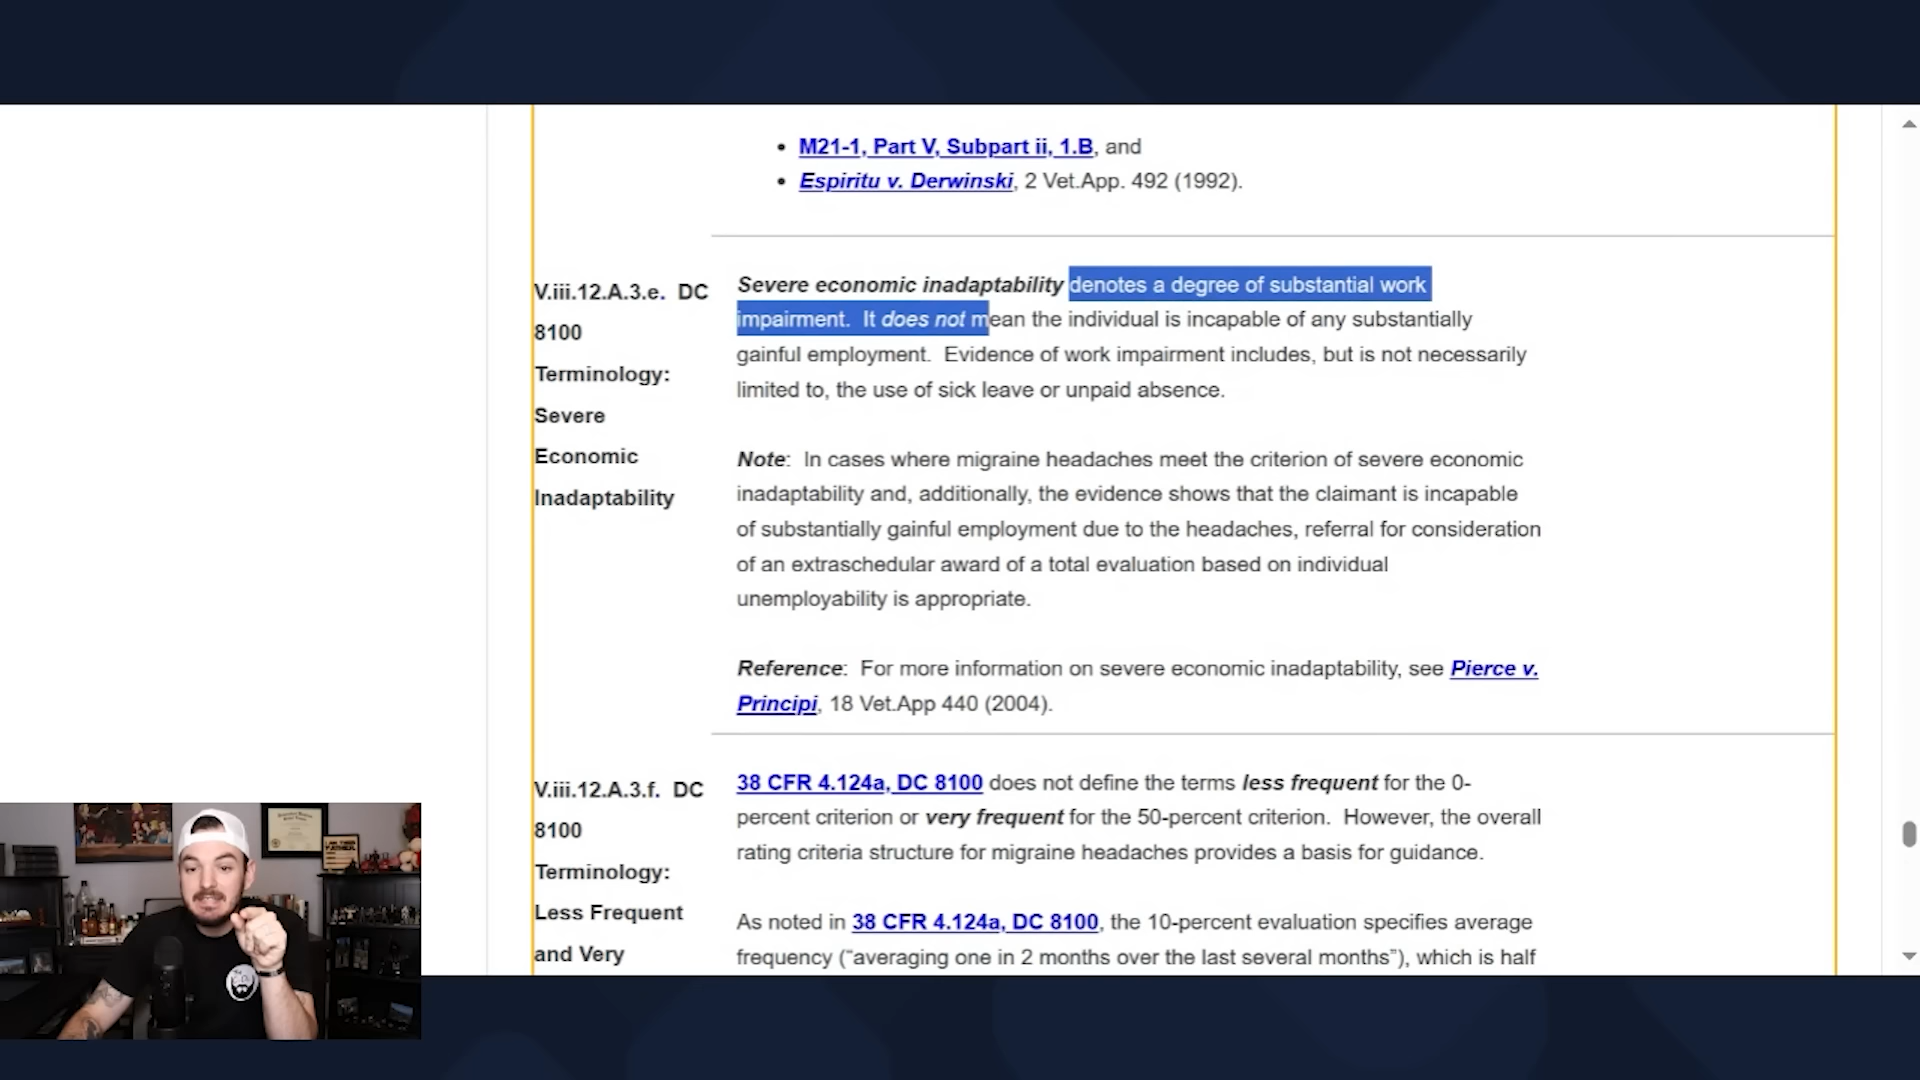 M21-1, Part V, Subpart ii, 1.B, and
Espiritu v. Derwinski, 2 Vet.App. 492 (1992).
V.iii.12.A.3.e.  DC
8100
Terminology:
Severe
Economic
Inadaptability
Severe economic inadaptability denotes a degree of substantial work
impairment.  It does not mean the individual is incapable of any substantially
gainful employment.  Evidence of work impairment includes, but is not necessarily
limited to, the use of sick leave or unpaid absence.
Note:  In cases where migraine headaches meet the criterion of severe economic
inadaptability and, additionally, the evidence shows that the claimant is incapable
of substantially gainful employment due to the headaches, referral for consideration
of an extraschedular award of a total evaluation based on individual
unemployability is appropriate.
Reference:  For more information on severe economic inadaptability, see Pierce v.
Principi, 18 Vet.App 440 (2004).
V.iii.12.A.3.f.  DC
8100
Terminology:
Less Frequent
and Very
38 CFR 4.124a, DC 8100 does not define the terms less frequent for the 0-
percent criterion or very frequent for the 50-percent criterion.  However, the overall
rating criteria structure for migraine headaches provides a basis for guidance.
As noted in 38 CFR 4.124a, DC 8100, the 10-percent evaluation specifies average
frequency (“averaging one in 2 months over the last several months”), which is half